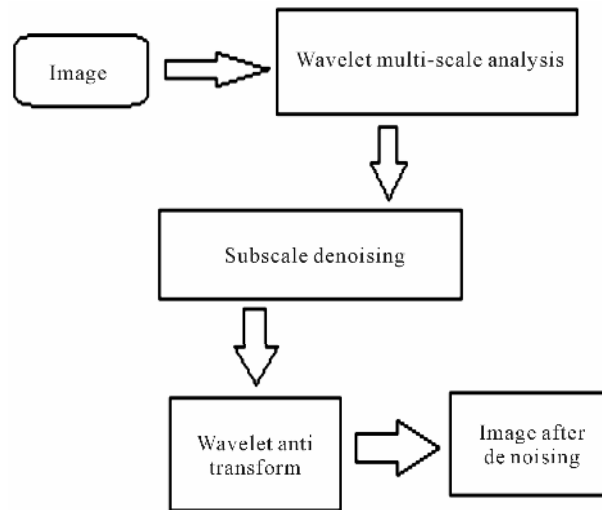 Image
Wavelet multi-scale analysis
Subscale denoising
Wavelet anti
transform
Image after
de noising